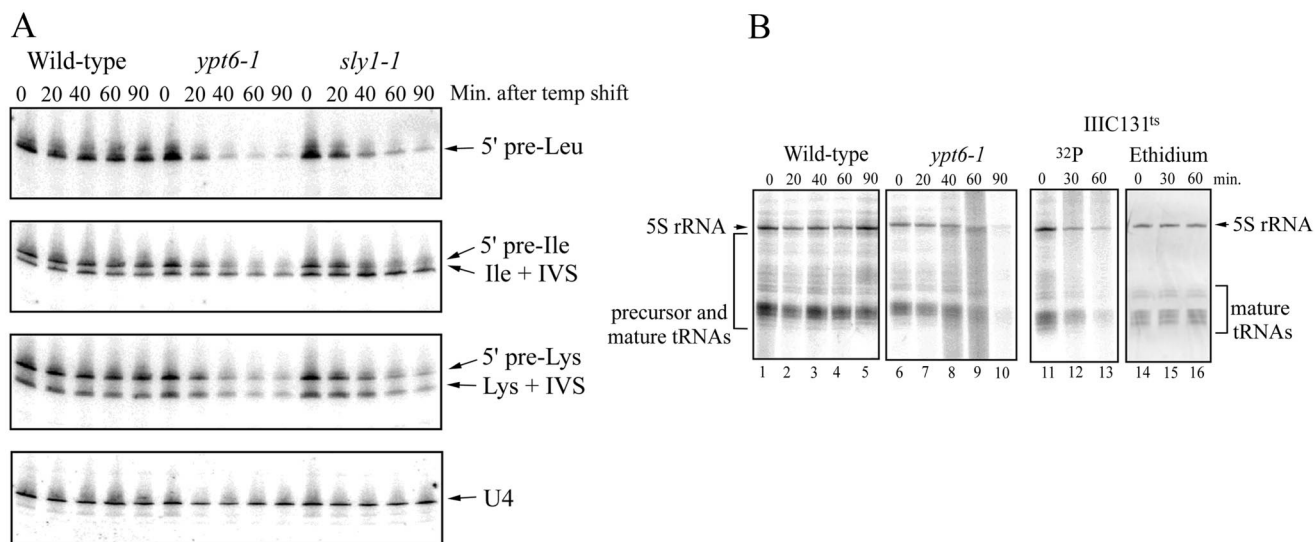 A
Wild-type ypt6-1 sly1-1
0 20 40 60 90 0 20 40 60 90 0 20 40 60 90 Min. after temp shift
5' pre-Leu
5' pre-Ile
Ile + IVS
5' pre-Lys
Lys + IVS
U4
B
IIIC131ts
Wild-type ypt6-1 32P Ethidium
0 20 40 60 90 0 20 40 60 90 0 30 60 0 30 60 min.
5S rRNA 5S rRNA
precursor and
mature tRNAs
mature
tRNAs
1 2 3 4 5 6 7 8 9 10 11 12 13 14 15 16